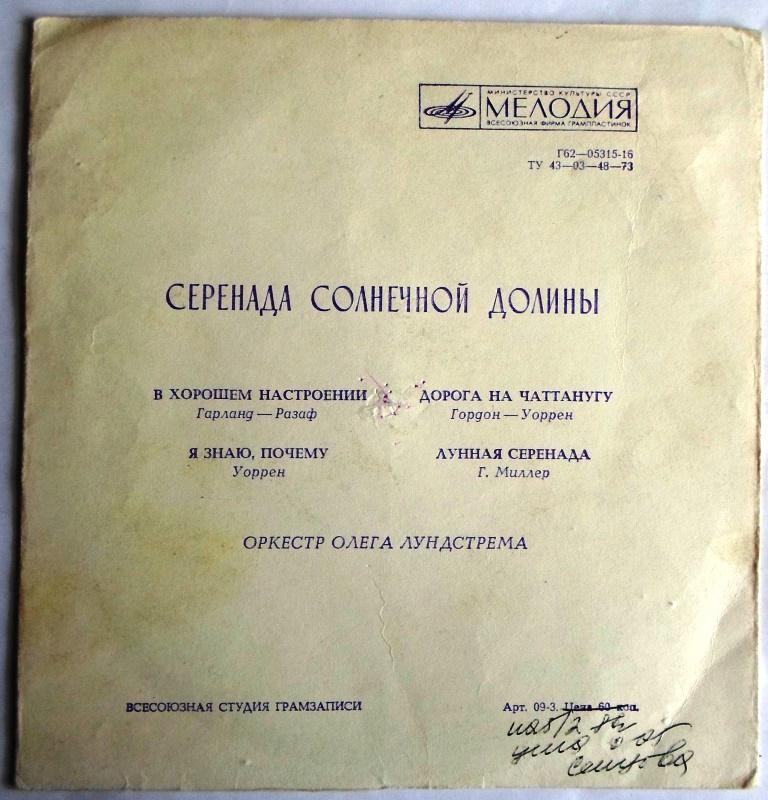 МИНИСТЕРСТВО КУЛЬТУРЫ СССР
МЕЛОДИЯ
ВСЕСОЮЗНАЯ ФИРМА ГРАМПЛАСТИНОК
Г62—05315-16
ТУ 43—03—48—73
СЕРЕНАДА СОЛНЕЧНОЙ ДОЛИНЫ
В ХОРОШЕМ НАСТРОЕНИИ
Гарланд — Разаф
Я ЗНАЮ, ПОЧЕМУ
Уоррен
ДОРОГА НА ЧАТТАНУГУ
Гордон — Уоррен
ЛУННАЯ СЕРЕНАДА
Г. Миллер
ОРКЕСТР ОЛЕГА ЛУНДСТРЕМА
ВСЕСОЮЗНАЯ СТУДИЯ ГРАМЗАПИСИ
Арт. 09-3. Цена 60 коп.
цена